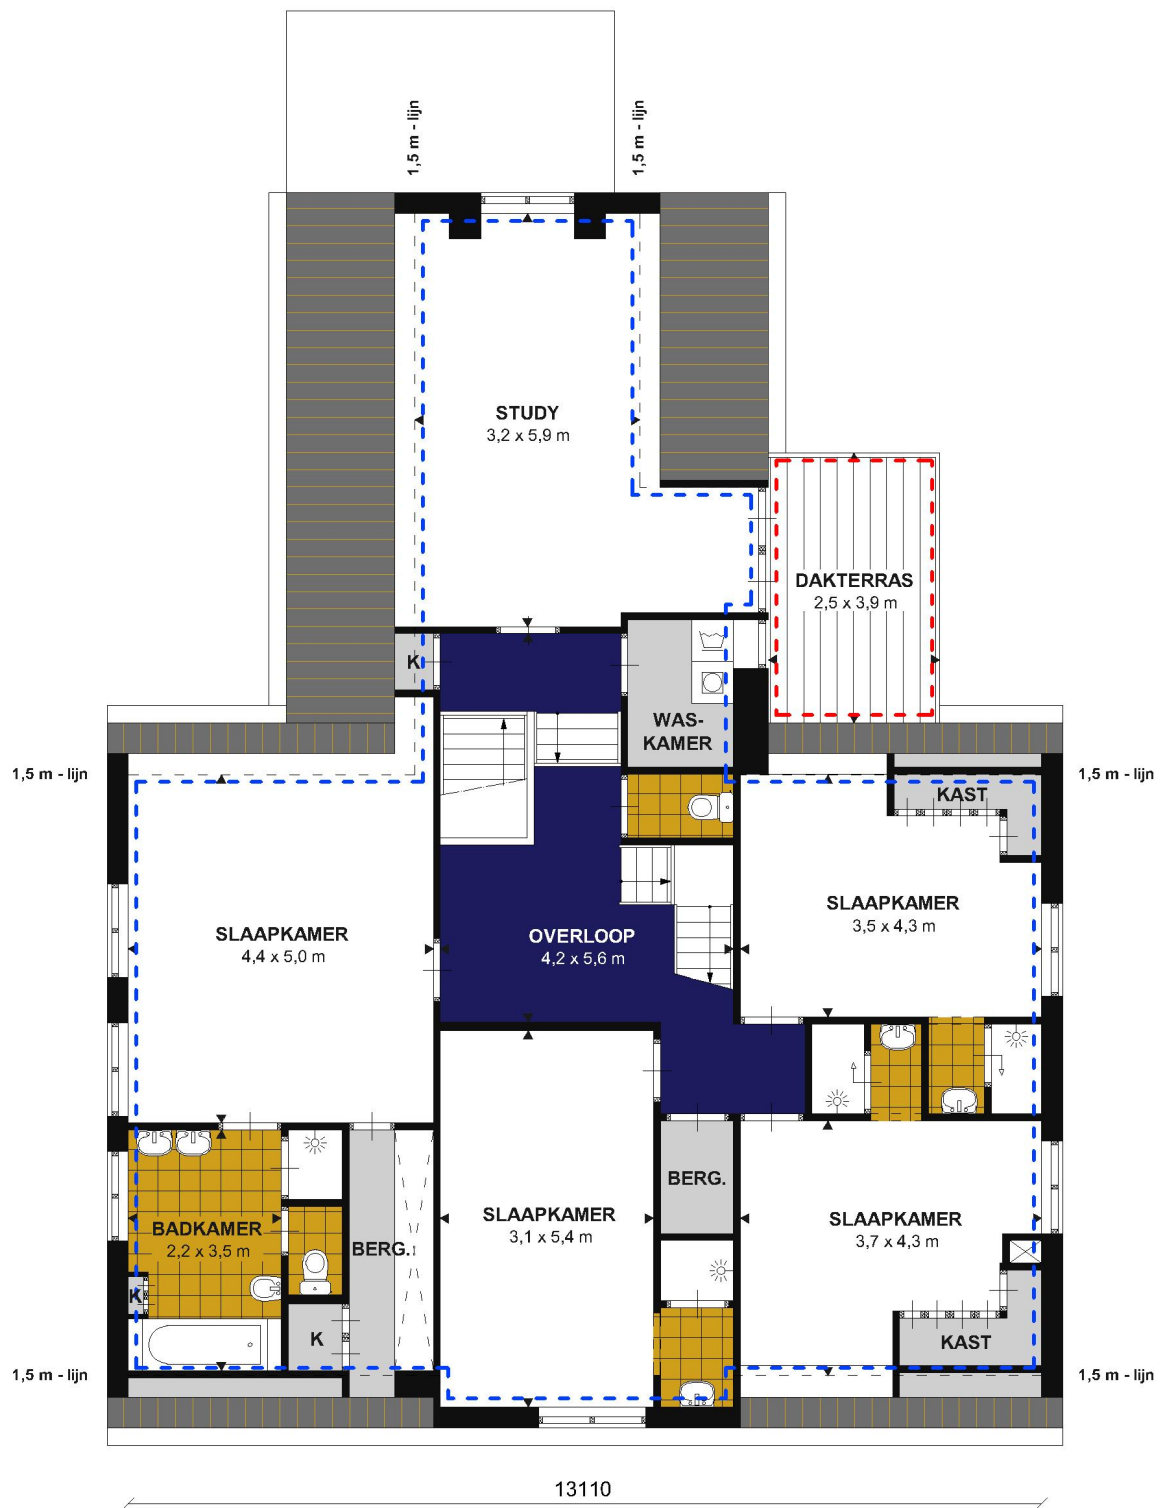 1,5 m - lijn
1,5 m - lijn
STUDY
3,2 x 5,9 m
DAKTERRAS
2,5 x 3,9 m
K
WAS-
KAMER
1,5 m - lijn
1,5 m - lijn
KAST
SLAAPKAMER
4,4 x 5,0 m
OVERLOOP
4,2 x 5,6 m
SLAAPKAMER
3,5 x 4,3 m
BERG.
BADKAMER
2,2 x 3,5 m
BERG.
SLAAPKAMER
3,1 x 5,4 m
SLAAPKAMER
3,7 x 4,3 m
K
K
KAST
1,5 m - lijn
1,5 m - lijn
13110